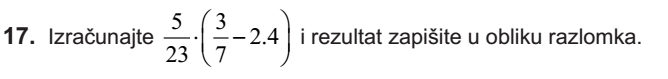 17. Izračunajte 5/23 · (3/7 − 2.4) i rezultat zapišite u obliku razlomka.